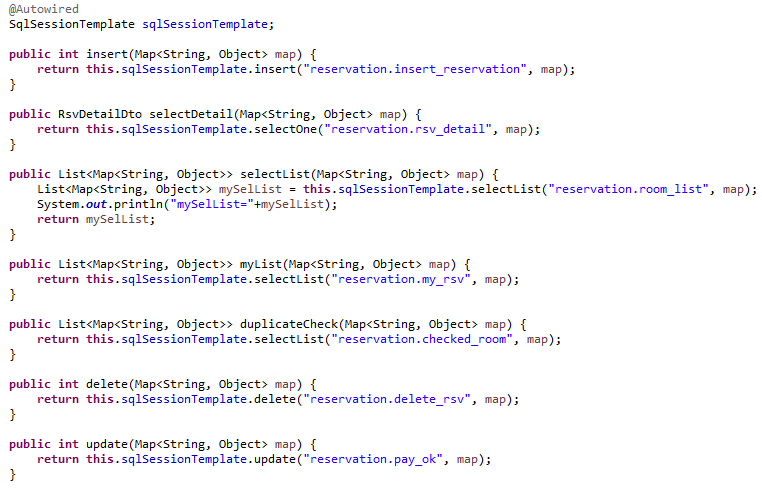 @Autowired
SqlSessionTemplate sqlSessionTemplate;
public int insert(Map<String, Object> map) {
return this.sqlSessionTemplate.insert("reservation.insert_reservation", map);
}
public RsvDetailDto selectDetail(Map<String, Object> map) {
return this.sqlSessionTemplate.selectOne("reservation.rsv_detail", map);
}
public List<Map<String, Object>> selectList(Map<String, Object> map) {
List<Map<String, Object>> mySelList = this.sqlSessionTemplate.selectList("reservation.room_list", map);
System.out.println("mySelList="+mySelList);
return mySelList;
}
public List<Map<String, Object>> myList(Map<String, Object> map) {
return this.sqlSessionTemplate.selectList("reservation.my_rsv", map);
}
public List<Map<String, Object>> duplicateCheck(Map<String, Object> map) {
return this.sqlSessionTemplate.selectList("reservation.checked_room", map);
}
public int delete(Map<String, Object> map) {
return this.sqlSessionTemplate.delete("reservation.delete_rsv", map);
}
public int update(Map<String, Object> map) {
return this.sqlSessionTemplate.update("reservation.pay_ok", map);
}